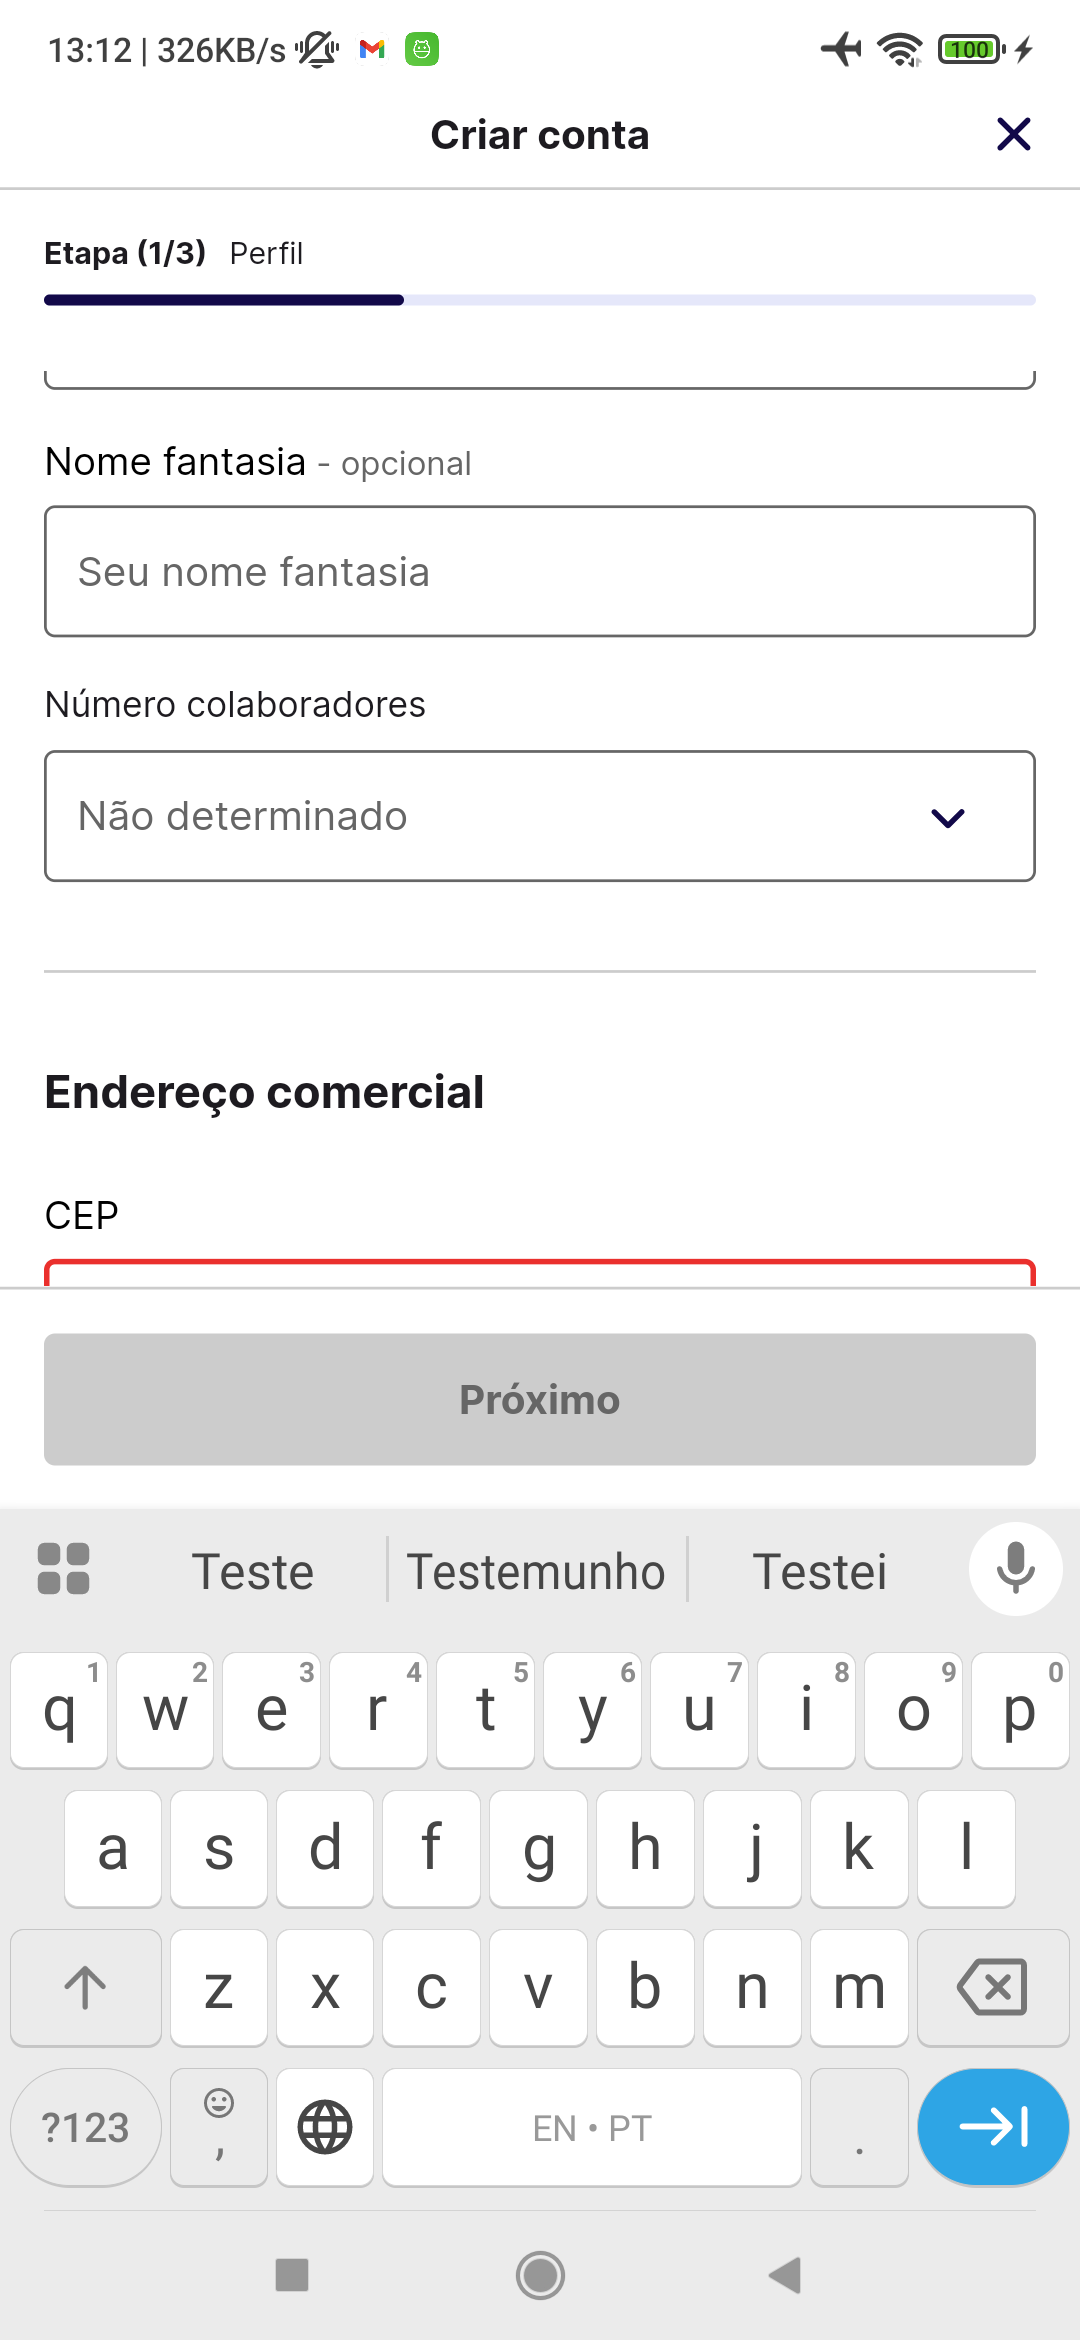 13:12 | 326KB/s 100
Criar conta
Etapa (1/3) Perfil
Nome fantasia - opcional
Seu nome fantasia
Número colaboradores
Não determinado
Endereço comercial
CEP
Próximo
Teste Testemunho Testei
1 2 3 4 5 6 7 8 9 0
q w e r t y u i o p
a s d f g h j k l
z x c v b n m
?123 , EN • PT .